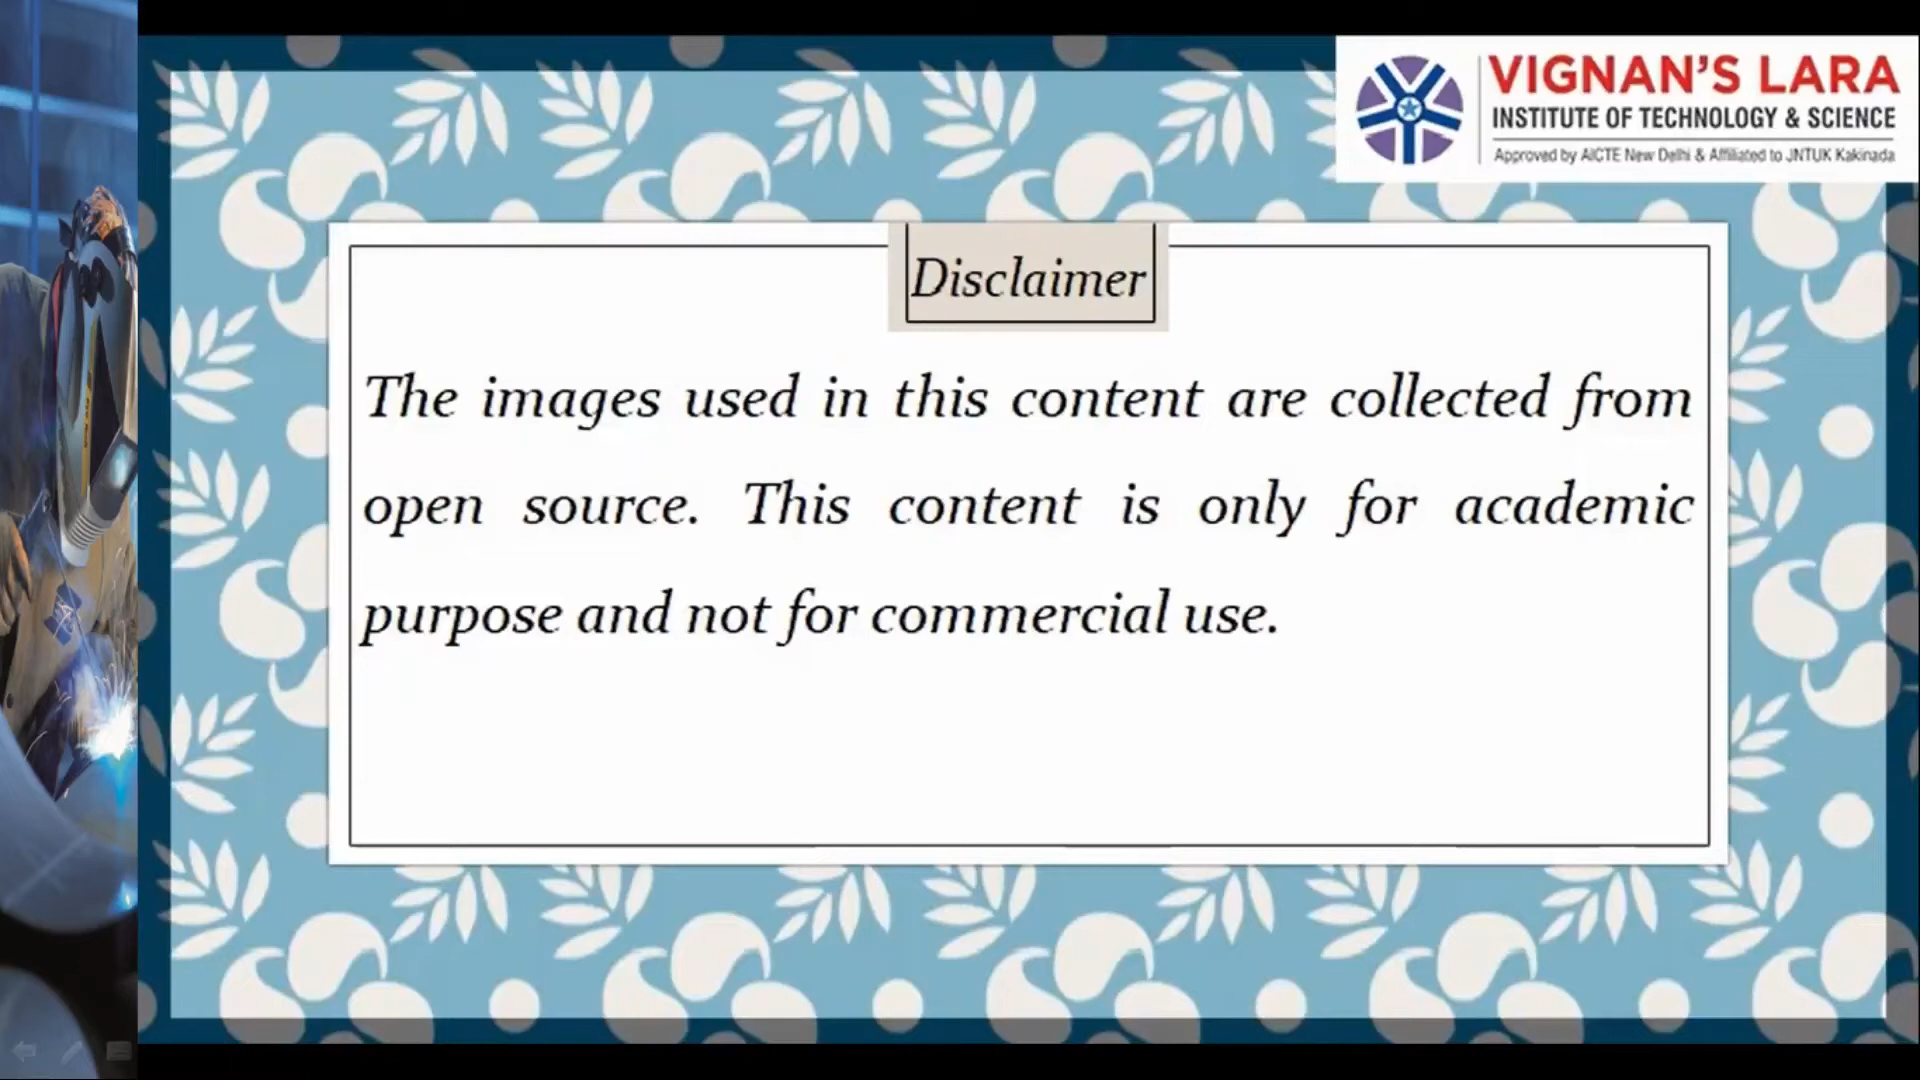 VIGNAN'S LARA
INSTITUTE OF TECHNOLOGY & SCIENCE
Approved by AICTE New Delhi & Affiliated to JNTUK Kakinada
Disclaimer
The images used in this content are collected from
open source. This content is only for academic
purpose and not for commercial use.